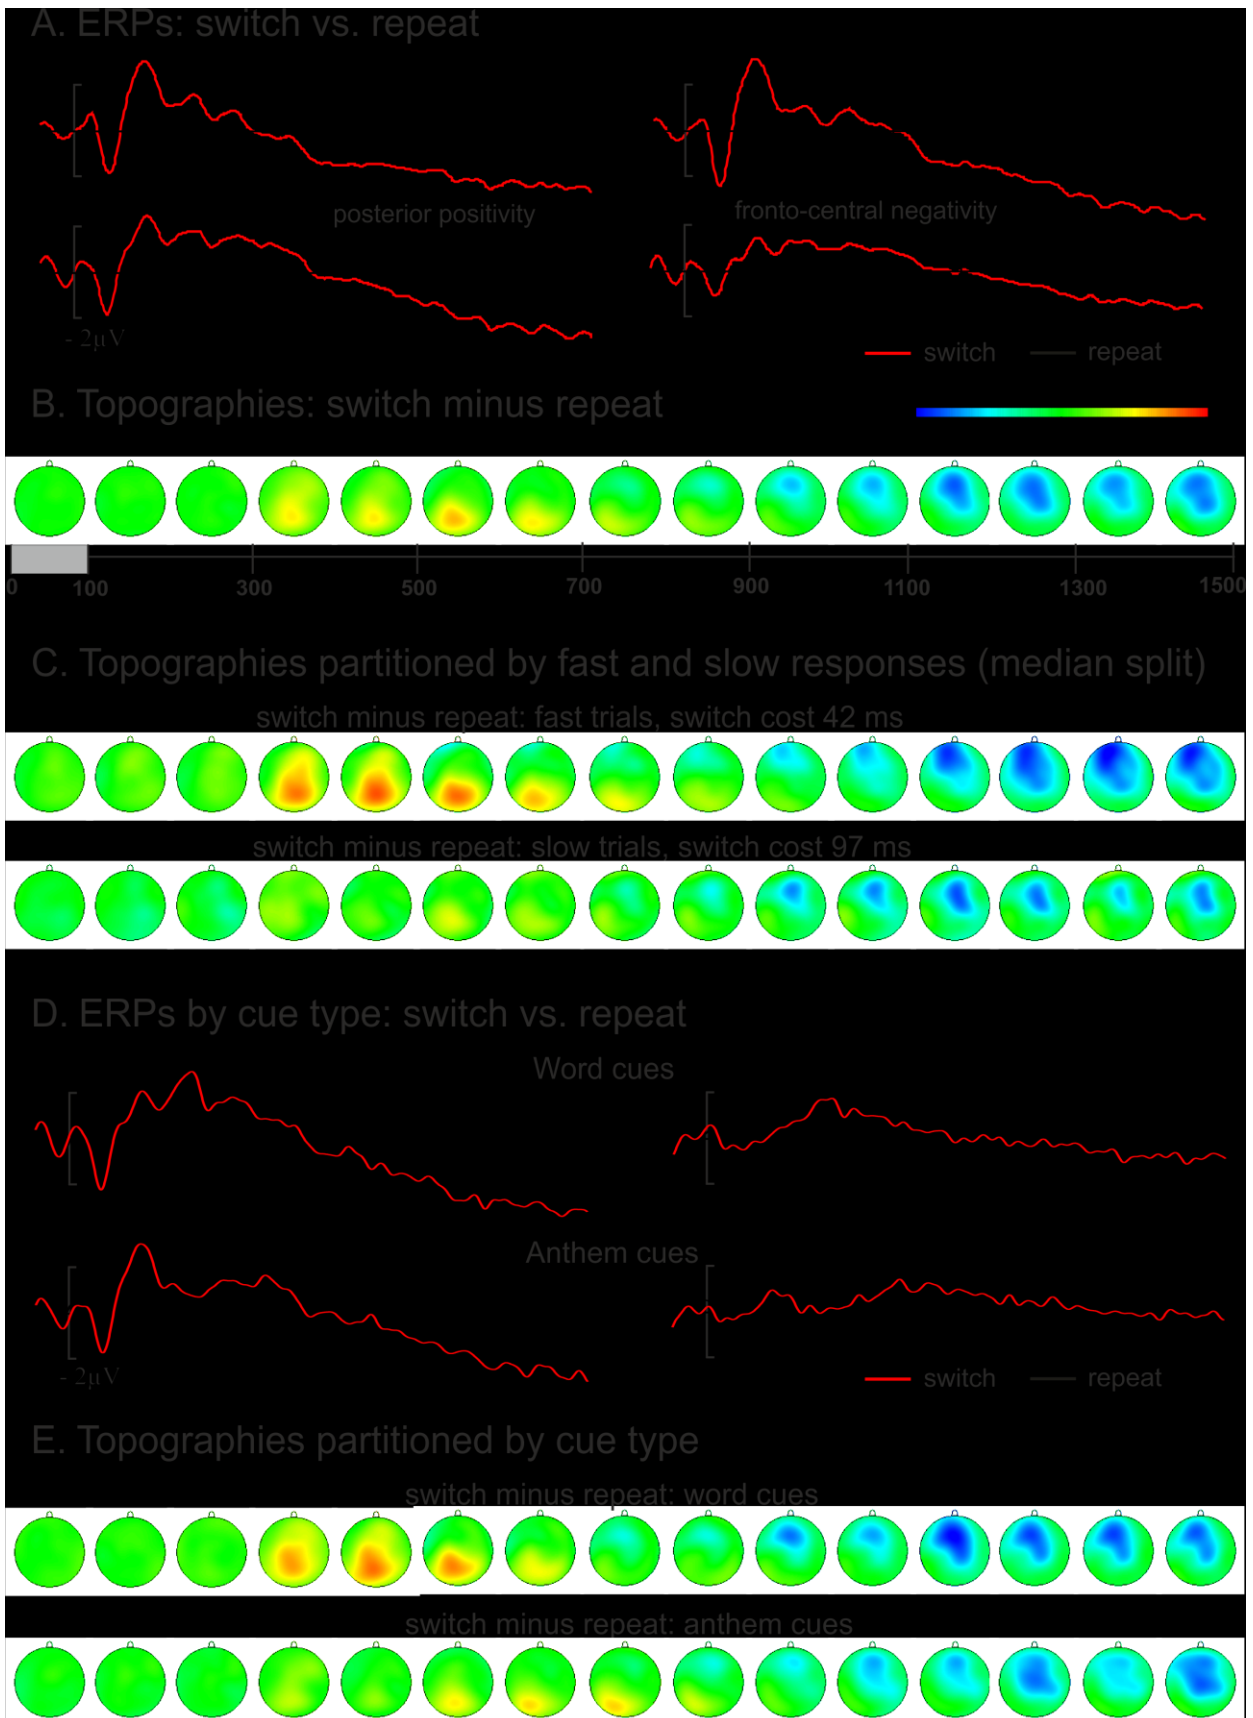 A. ERPs: switch vs. repeat
posterior positivity
fronto-central negativity
- 2µV
switch
repeat
B. Topographies: switch minus repeat
0 100 300 500 700 900 1100 1300 1500
C. Topographies partitioned by fast and slow responses (median split)
switch minus repeat: fast trials, switch cost 42 ms
switch minus repeat: slow trials, switch cost 97 ms
D. ERPs by cue type: switch vs. repeat
Word cues
Anthem cues
- 2µV
switch
repeat
E. Topographies partitioned by cue type
switch minus repeat: word cues
switch minus repeat: anthem cues